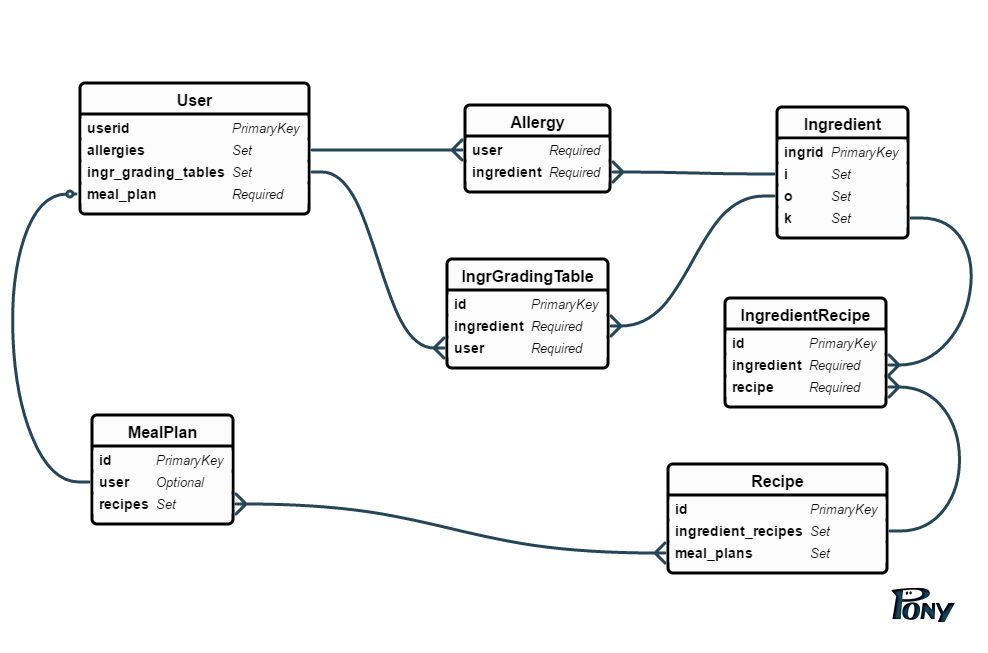 User
userid PrimaryKey
allergies Set
ingr_grading_tables Set
meal_plan Required
Allergy
user Required
ingredient Required
Ingredient
ingrid PrimaryKey
i Set
o Set
k Set
IngrGradingTable
id PrimaryKey
ingredient Required
user Required
IngredientRecipe
id PrimaryKey
ingredient Required
recipe Required
MealPlan
id PrimaryKey
user Optional
recipes Set
Recipe
id PrimaryKey
ingredient_recipes Set
meal_plans Set
PONY